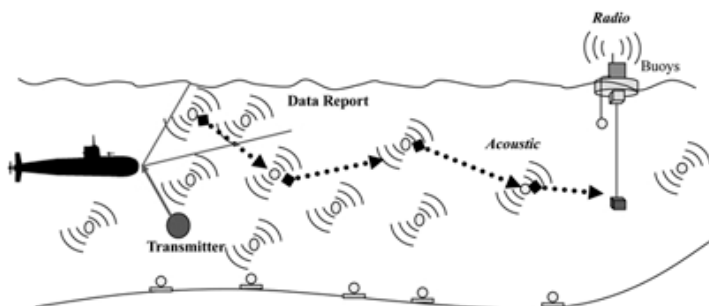 Radio
Buoys
Data Report
Acoustic
Transmitter